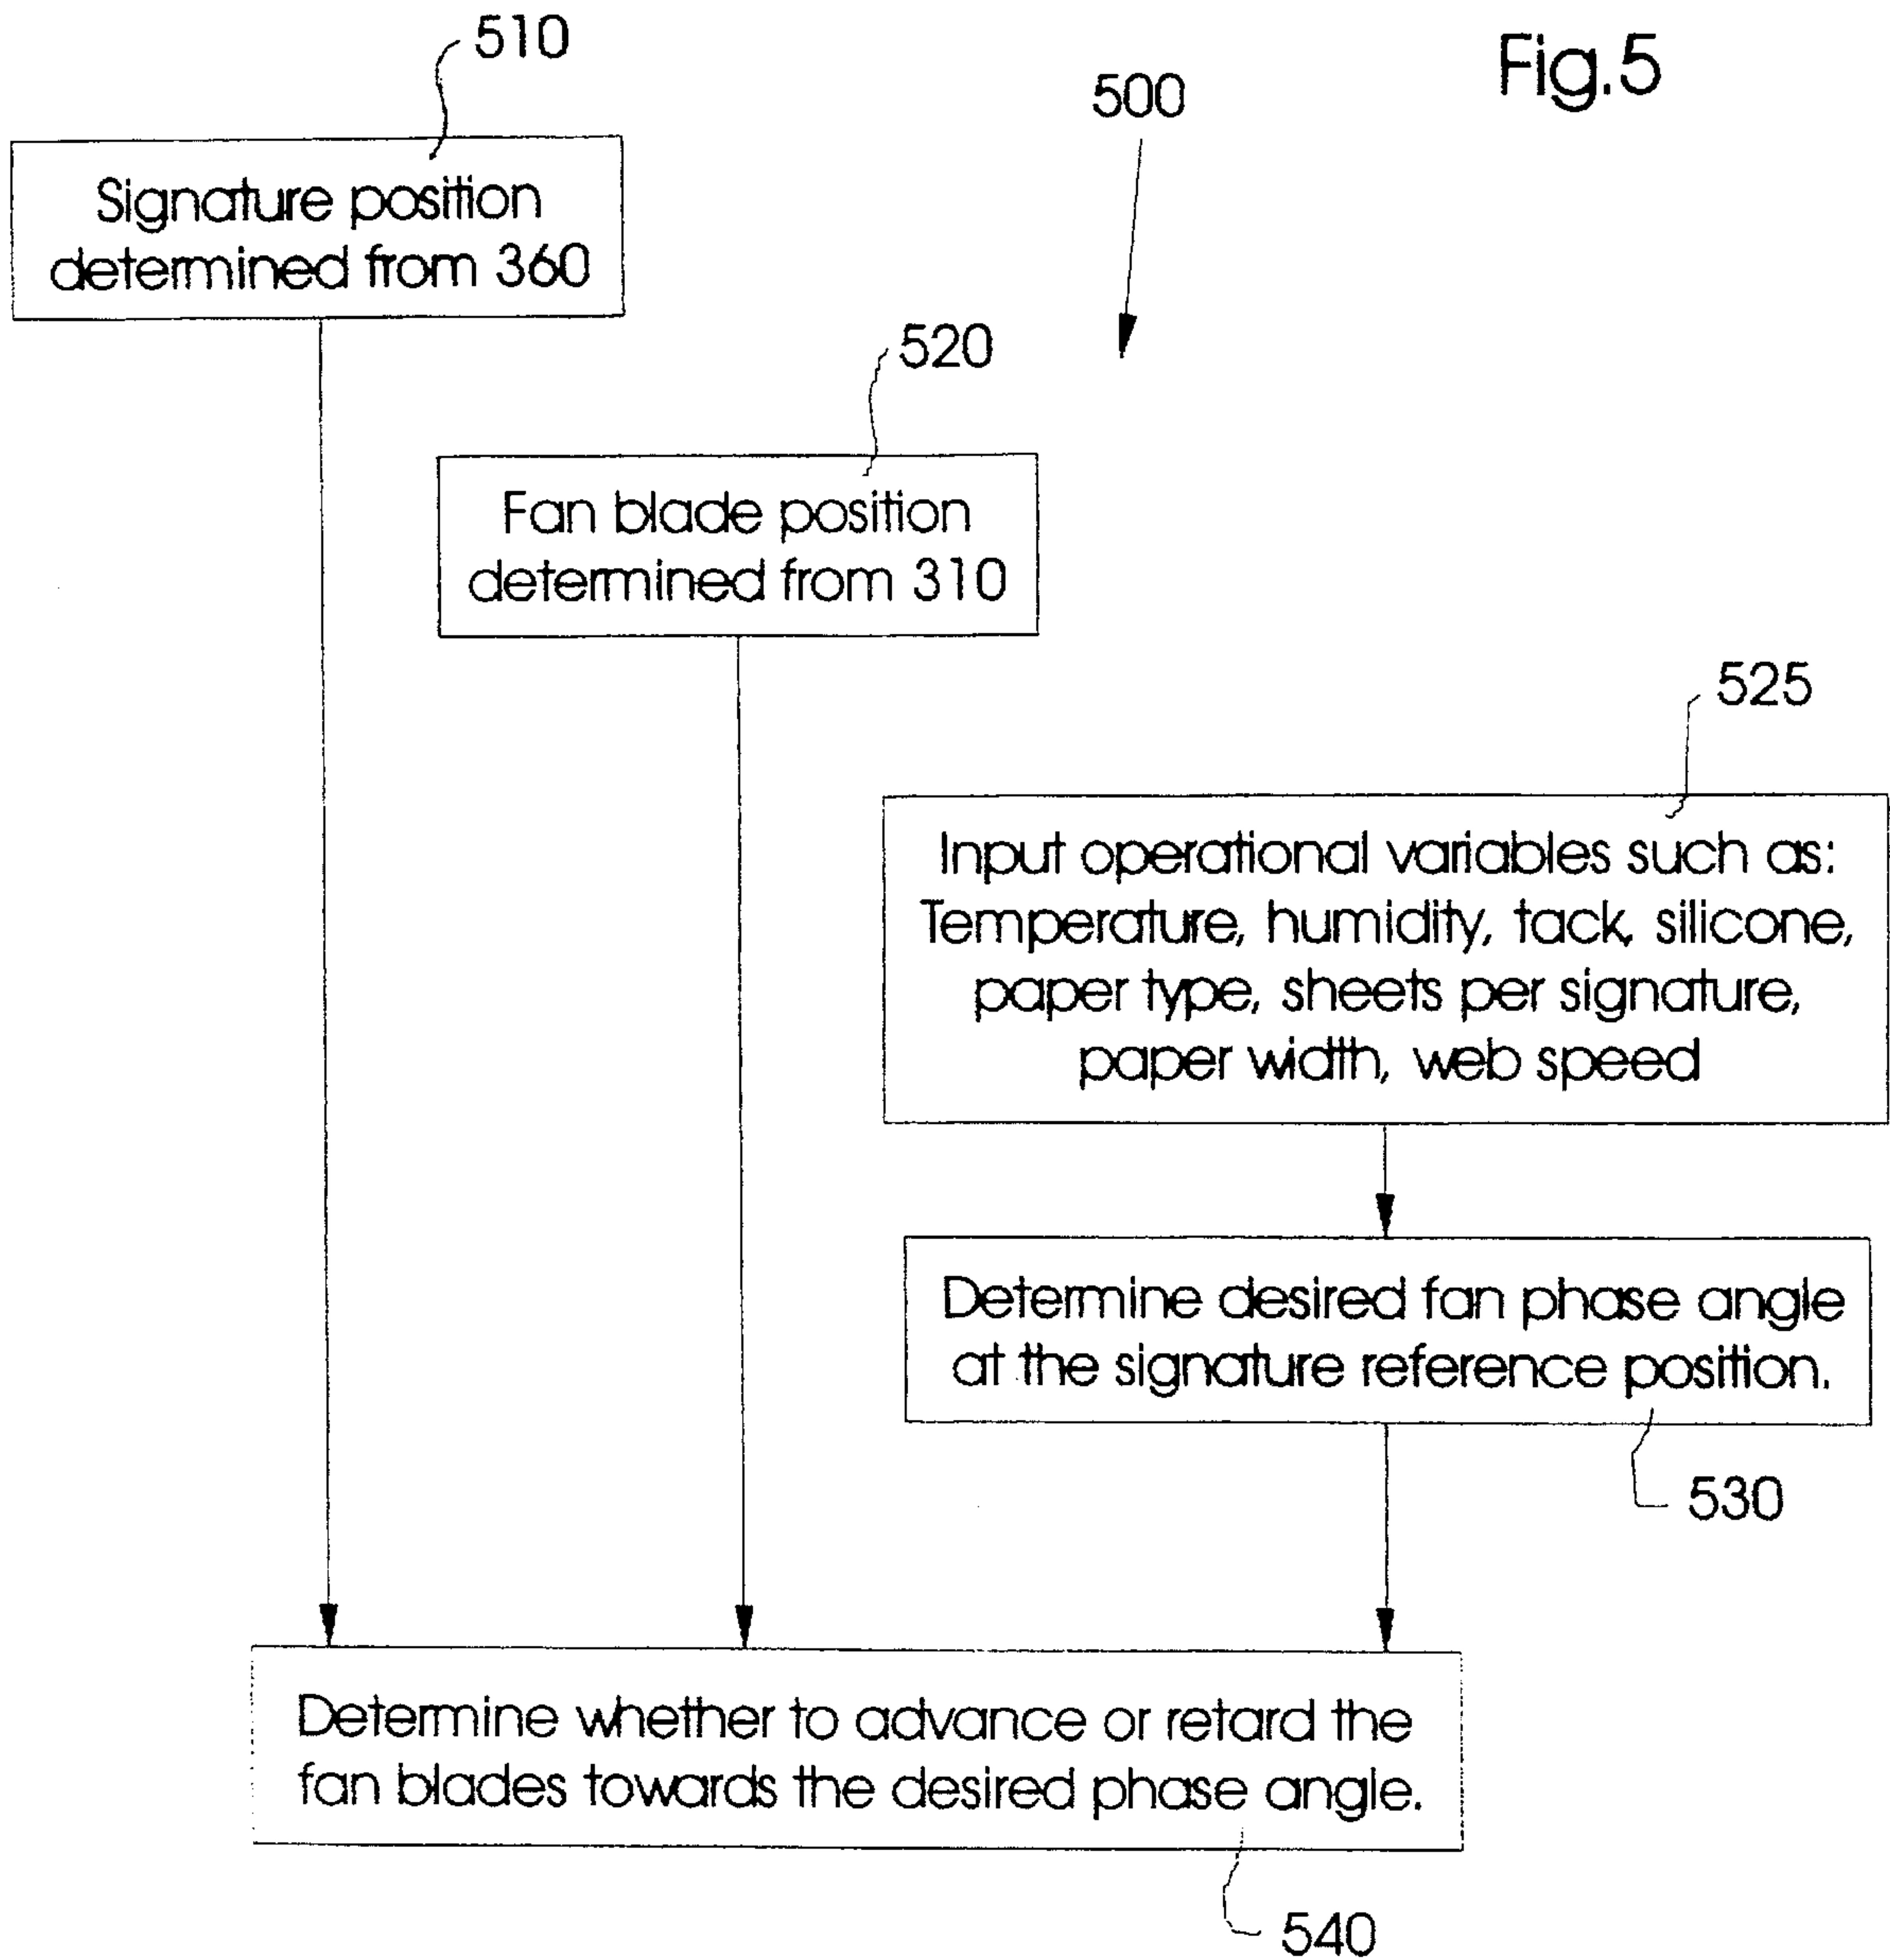 Fig.5
510
500
Signature position
determined from 360
520
Fan blade position
determined from 310
525
Input operational variables such as:
Temperature, humidity, tack, silicone,
paper type, sheets per signature,
paper width, web speed
Determine desired fan phase angle
at the signature reference position.
530
Determine whether to advance or retard the
fan blades towards the desired phase angle.
540